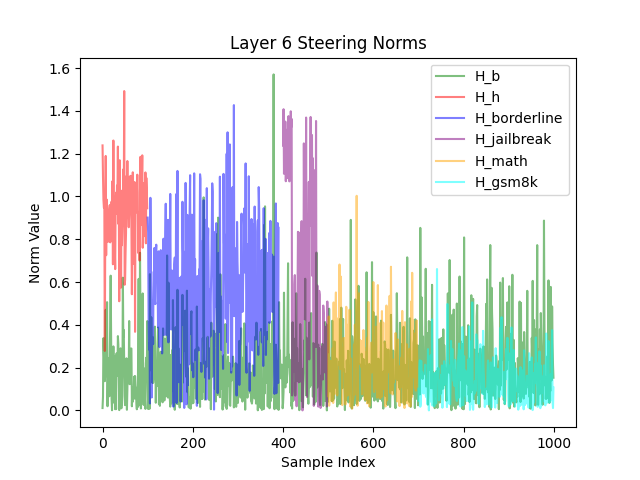 Layer 6 Steering Norms
H_b
H_h
H_borderline
H_jailbreak
H_math
H_gsm8k
Norm Value
1.6
1.4
1.2
1.0
0.8
0.6
0.4
0.2
0.0
0
200
400
600
800
1000
Sample Index